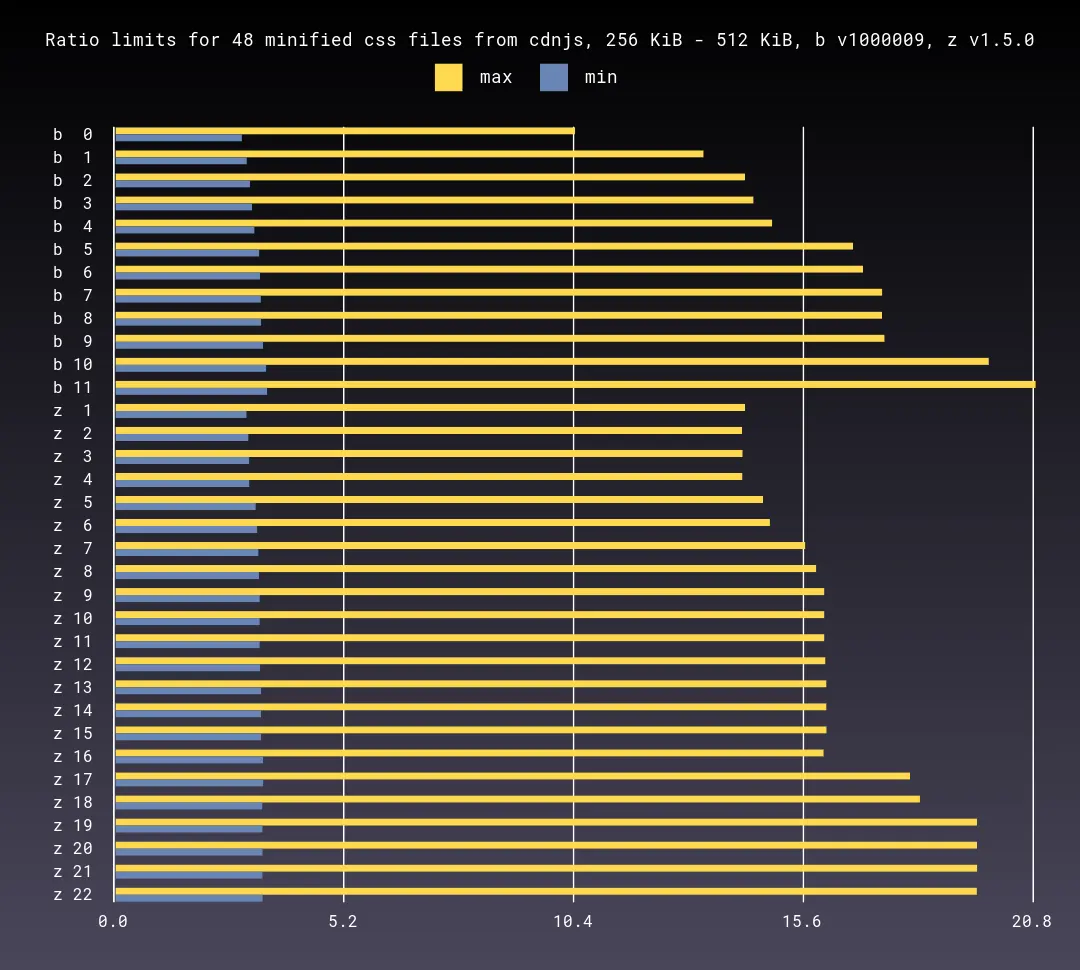 Ratio limits for 48 minified css files from cdnjs, 256 KiB - 512 KiB, b v1000009, z v1.5.0
max min
b 0
b 1
b 2
b 3
b 4
b 5
b 6
b 7
b 8
b 9
b 10
b 11
z 1
z 2
z 3
z 4
z 5
z 6
z 7
z 8
z 9
z 10
z 11
z 12
z 13
z 14
z 15
z 16
z 17
z 18
z 19
z 20
z 21
z 22
0.0 5.2 10.4 15.6 20.8